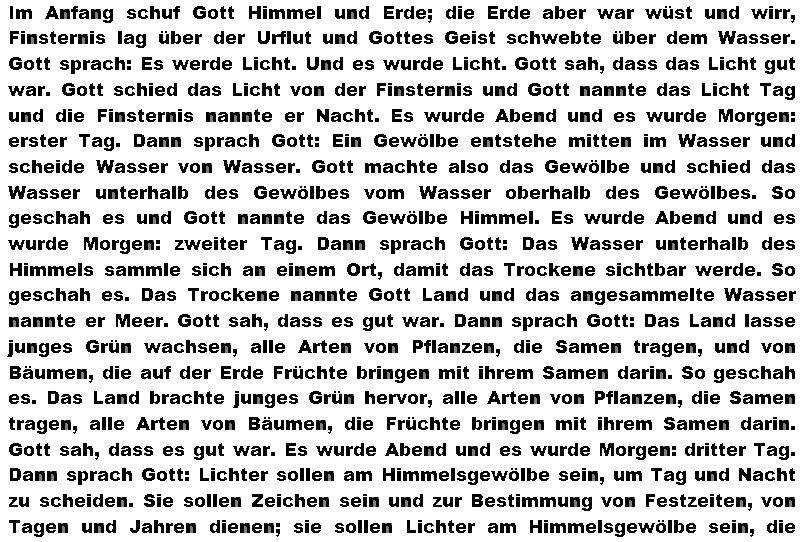 Im Anfang schuf Gott Himmel und Erde; die Erde aber war wüst und wirr,
Finsternis lag über der Urflut und Gottes Geist schwebte über dem Wasser.
Gott sprach: Es werde Licht. Und es wurde Licht. Gott sah, dass das Licht gut
war. Gott schied das Licht von der Finsternis und Gott nannte das Licht Tag
und die Finsternis nannte er Nacht. Es wurde Abend und es wurde Morgen:
erster Tag. Dann sprach Gott: Ein Gewölbe entstehe mitten im Wasser und
scheide Wasser von Wasser. Gott machte also das Gewölbe und schied das
Wasser unterhalb des Gewölbes vom Wasser oberhalb des Gewölbes. So
geschah es und Gott nannte das Gewölbe Himmel. Es wurde Abend und es
wurde Morgen: zweiter Tag. Dann sprach Gott: Das Wasser unterhalb des
Himmels sammle sich an einem Ort, damit das Trockene sichtbar werde. So
geschah es. Das Trockene nannte Gott Land und das angesammelte Wasser
nannte er Meer. Gott sah, dass es gut war. Dann sprach Gott: Das Land lasse
junges Grün wachsen, alle Arten von Pflanzen, die Samen tragen, und von
Bäumen, die auf der Erde Früchte bringen mit ihrem Samen darin. So geschah
es. Das Land brachte junges Grün hervor, alle Arten von Pflanzen, die Samen
tragen, alle Arten von Bäumen, die Früchte bringen mit ihrem Samen darin.
Gott sah, dass es gut war. Es wurde Abend und es wurde Morgen: dritter Tag.
Dann sprach Gott: Lichter sollen am Himmelsgewölbe sein, um Tag und Nacht
zu scheiden. Sie sollen Zeichen sein und zur Bestimmung von Festzeiten, von
Tagen und Jahren dienen; sie sollen Lichter am Himmelsgewölbe sein, die